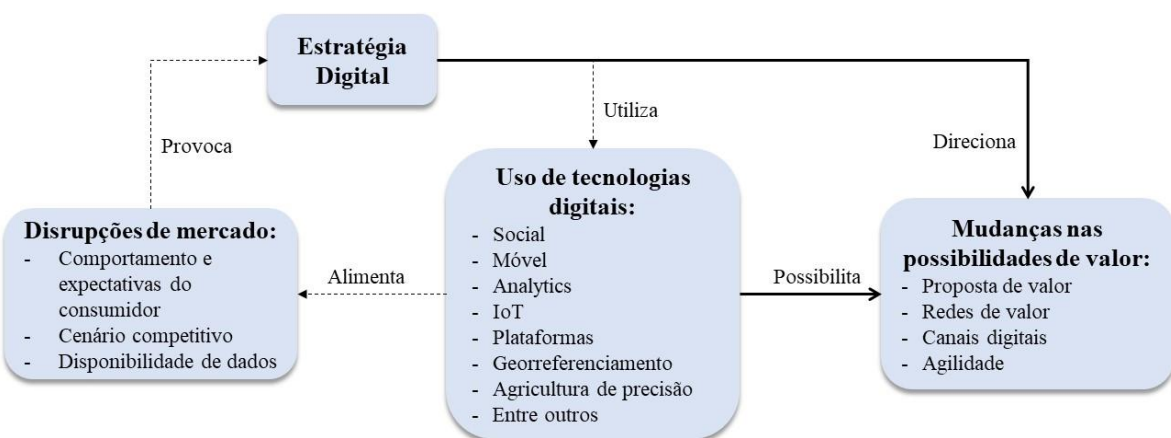 Estratégia
Digital
Utiliza
Provoca
Direciona
Uso de tecnologias
digitais:
- Social
- Móvel
- Analytics
- IoT
- Plataformas
- Georreferenciamento
- Agricultura de precisão
- Entre outros
Disrupções de mercado:
- Comportamento e
expectativas do
consumidor
- Cenário competitivo
- Disponibilidade de dados
Alimenta
Possibilita
Mudanças nas
possibilidades de valor:
- Proposta de valor
- Redes de valor
- Canais digitais
- Agilidade